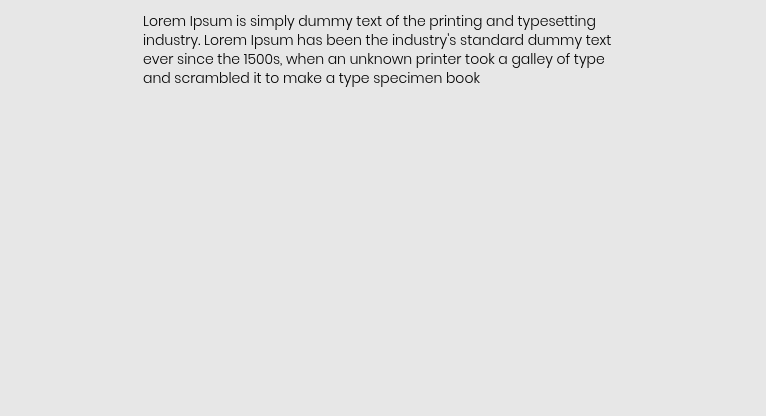 Lorem Ipsum is simply dummy text of the printing and typesetting
industry. Lorem Ipsum has been the industry's standard dummy text
ever since the 1500s, when an unknown printer took a galley of type
and scrambled it to make a type specimen book